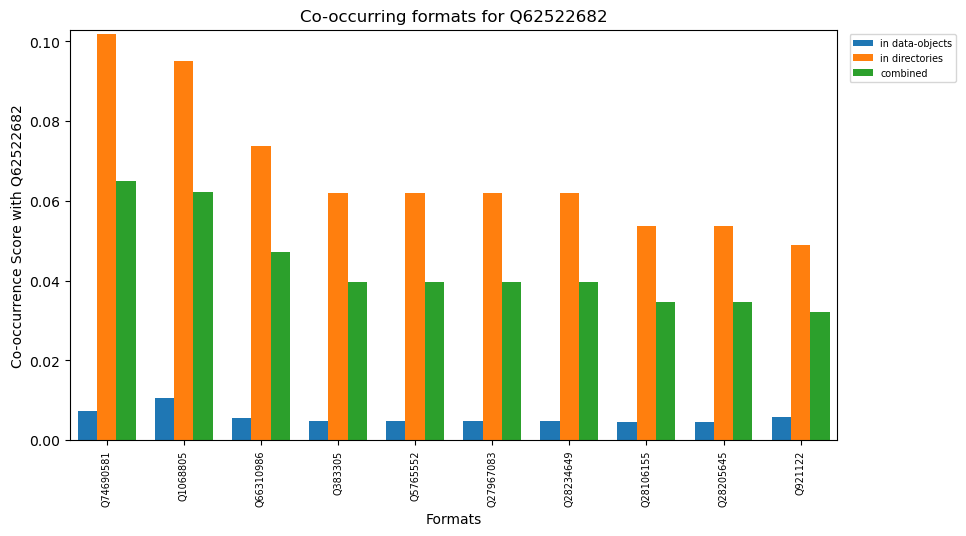 Co-occurring formats for Q62522682
in data-objects
in directories
combined
Co-occurrence Score with Q62522682
0.10
0.08
0.06
0.04
0.02
0.00
Q74690581
Q1068805
Q66310986
Q383305
Q5765552
Q27967083
Q28234649
Q28106155
Q28205645
Q921122
Formats